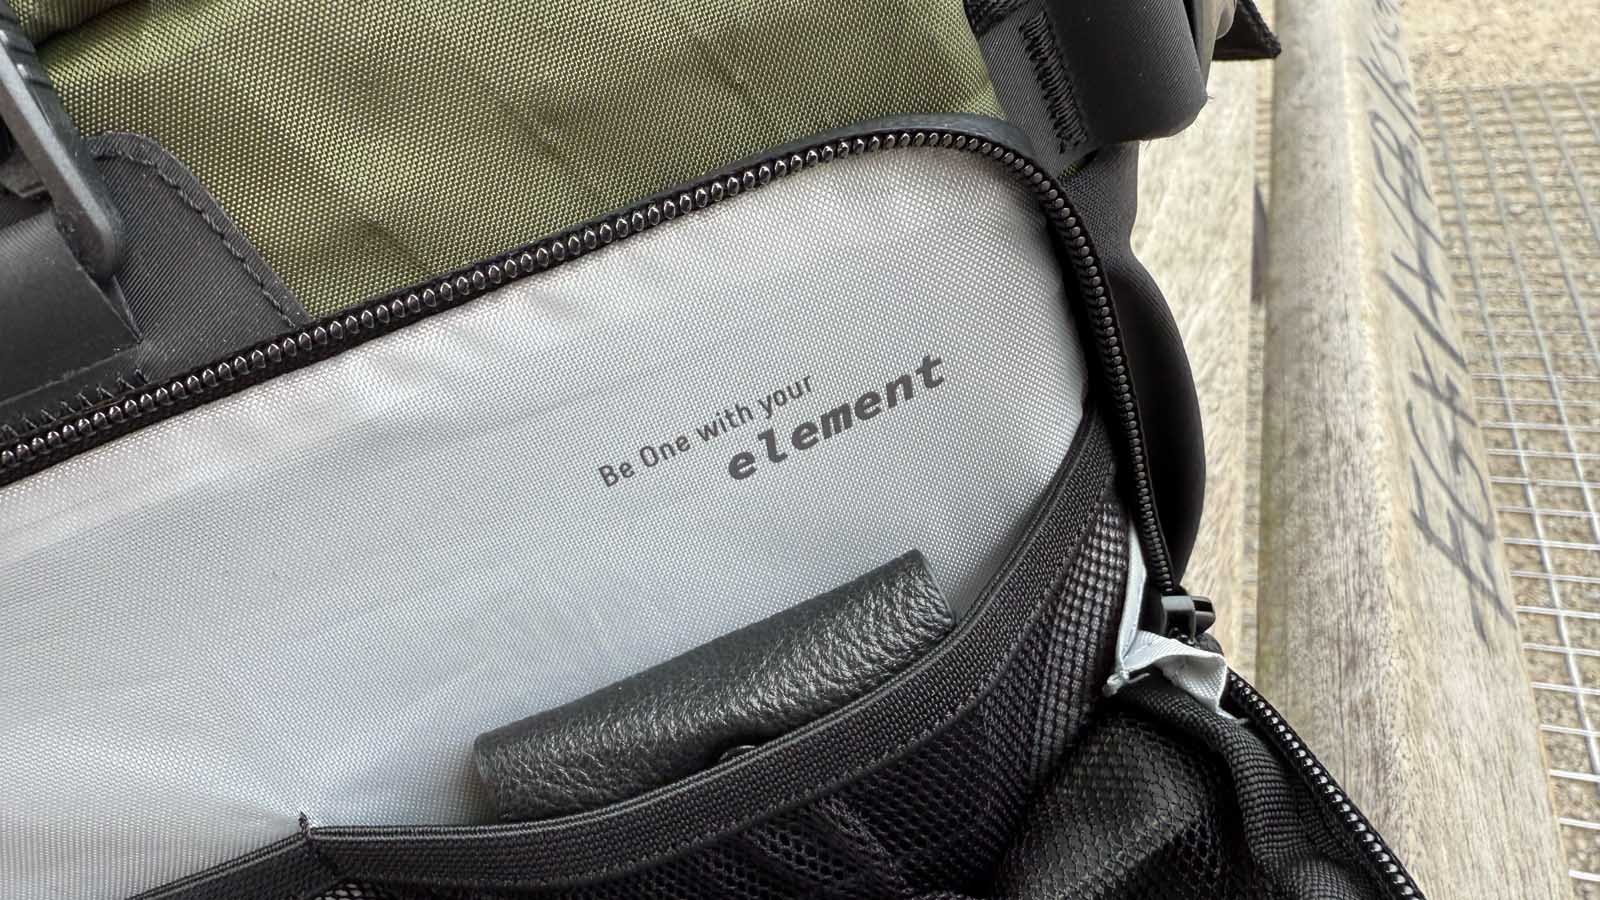 Be One with your
element